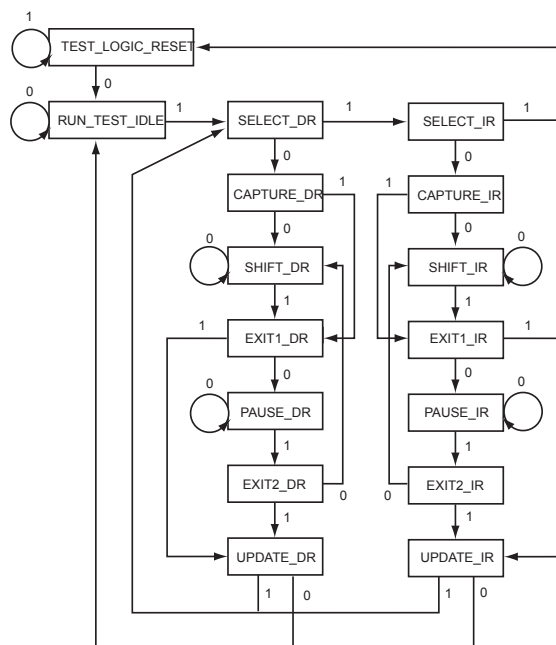 1
TEST_LOGIC_RESET
0
0
RUN_TEST_IDLE
1
SELECT_DR
1
SELECT_IR
1
0
0
CAPTURE_DR
1
1
CAPTURE_IR
0
0
0
SHIFT_DR
SHIFT_IR
0
1
1
1
EXIT1_DR
EXIT1_IR
1
0
0
0
PAUSE_DR
PAUSE_IR
0
1
1
EXIT2_DR
0
0
EXIT2_IR
1
1
UPDATE_DR
UPDATE_IR
1
0
1
0